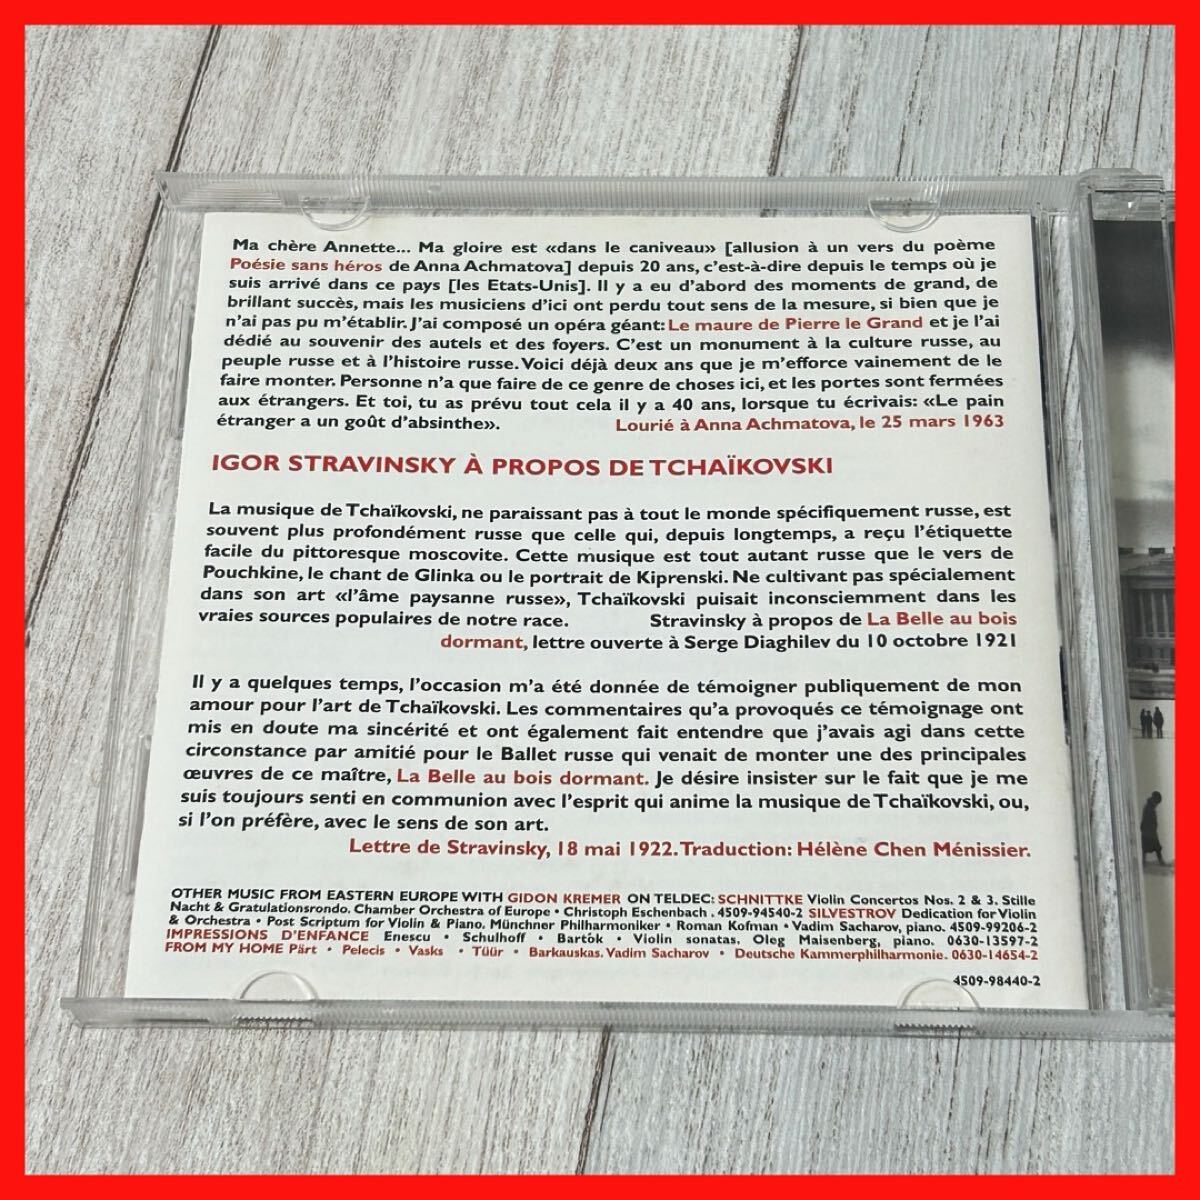 Ma chère Annette... Ma gloire est «dans le caniveau» [allusion à un vers du poème
Poésie sans héros de Anna Achmatova] depuis 20 ans, c'est-à-dire depuis le temps où je
suis arrivé dans ce pays [les Etats-Unis]. Il y a eu d'abord des moments de grand, de
brillant succès, mais les musiciens d'ici ont perdu tout sens de la mesure, si bien que je
n'ai pas pu m'établir. J'ai composé un opéra géant: Le maure de Pierre le Grand et je l'ai
dédié au souvenir des autels et des foyers. C'est un monument à la culture russe, au
peuple russe et à l'histoire russe. Voici déjà deux ans que je m'efforce vainement de le
faire monter. Personne n'a que faire de ce genre de choses ici, et les portes sont fermées
aux étrangers. Et toi, tu as prévu tout cela il y a 40 ans, lorsque tu écrivais: «Le pain
étranger a un goût d'absinthe». Lourié à Anna Achmatova, le 25 mars 1963
IGOR STRAVINSKY À PROPOS DE TCHAÏKOVSKI
La musique de Tchaïkovski, ne paraissant pas à tout le monde spécifiquement russe, est
souvent plus profondément russe que celle qui, depuis longtemps, a reçu l'étiquette
facile du pittoresque moscovite. Cette musique est tout autant russe que le vers de
Pouchkine, le chant de Glinka ou le portrait de Kiprenski. Ne cultivant pas spécialement
dans son art «l'âme paysanne russe», Tchaïkovski puisait inconsciemment dans les
vraies sources populaires de notre race. Stravinsky à propos de La Belle au bois
dormant, lettre ouverte à Serge Diaghilev du 10 octobre 1921
Il y a quelques temps, l'occasion m'a été donnée de témoigner publiquement de mon
amour pour l'art de Tchaïkovski. Les commentaires qu'a provoqués ce témoignage ont
mis en doute ma sincérité et ont également fait entendre que j'avais agi dans cette
circonstance par amitié pour le Ballet russe qui venait de monter une des principales
œuvres de ce maître, La Belle au bois dormant. Je désire insister sur le fait que je me
suis toujours senti en communion avec l'esprit qui anime la musique de Tchaïkovski, ou,
si l'on préfère, avec le sens de son art.
Lettre de Stravinsky, 18 mai 1922. Traduction: Hélène Chen Ménissier.
OTHER MUSIC FROM EASTERN EUROPE WITH GIDON KREMER ON TELDEC: SCHNITTKE Violin Concertos Nos. 2 & 3. Stille
Nacht & Gratulationsrondo. Chamber Orchestra of Europe • Christoph Eschenbach . 4509-94540-2 SILVESTROV Dedication for Violin
& Orchestra • Post Scriptum for Violin & Piano. Münchner Philharmoniker • Roman Kofman • Vadim Sacharov, piano. 4509-99206-2
IMPRESSIONS D'ENFANCE Enescu • Schulhoff • Bartók • Violin sonatas. Oleg Maisenberg, piano. 0630-13597-2
FROM MY HOME Pärt • Pelecis • Vasks • Tüür • Barkauskas. Vadim Sacharov • Deutsche Kammerphilharmonie. 0630-14654-2
4509-98440-2